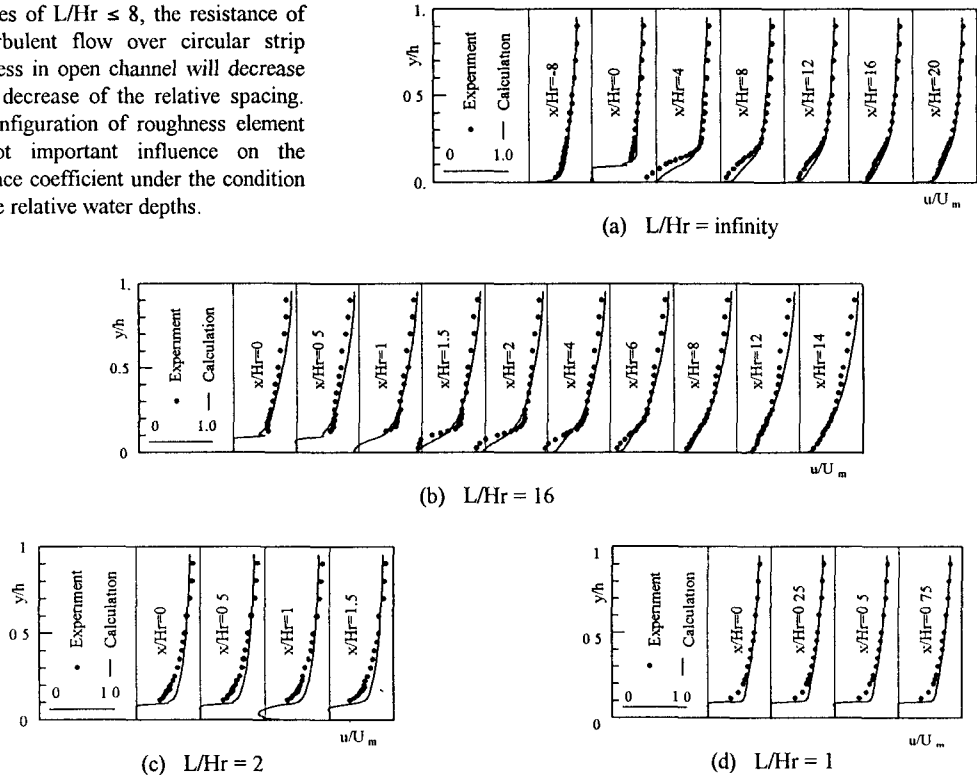 es of L/Hr ≤ 8, the resistance of
rbulent flow over circular strip
ess in open channel will decrease
decrease of the relative spacing.
nfiguration of roughness element
ot important influence on the
nce coefficient under the condition
e relative water depths.
1.
y/h
0 5
0.
Experiment
Calculation
0
1.0
x/Hr=-8
x/Hr=0
x/Hr=4
x/Hr=8
x/Hr=12
x/Hr=16
x/Hr=20
u/U m
(a) L/Hr = infinity
1.
y/h
0.5
0
Experiment
Calculation
0
1.0
x/Hr=0
x/Hr=0 5
x/Hr=1
x/Hr=1.5
x/Hr=2
x/Hr=4
x/Hr=6
x/Hr=8
x/Hr=12
x/Hr=14
u/U m
(b) L/Hr = 16
1
y/h
0 5
0
Experiment
Calculation
0
1 0
x/Hr=0
x/Hr=0 5
x/Hr=1
x/Hr=1.5
u/U m
(c) L/Hr = 2
1
y/h
0 5
0
Experiment
Calculation
0
1 0
x/Hr=0
x/Hr=0 25
x/Hr=0 5
x/Hr=0 75
u/U m
(d) L/Hr = 1